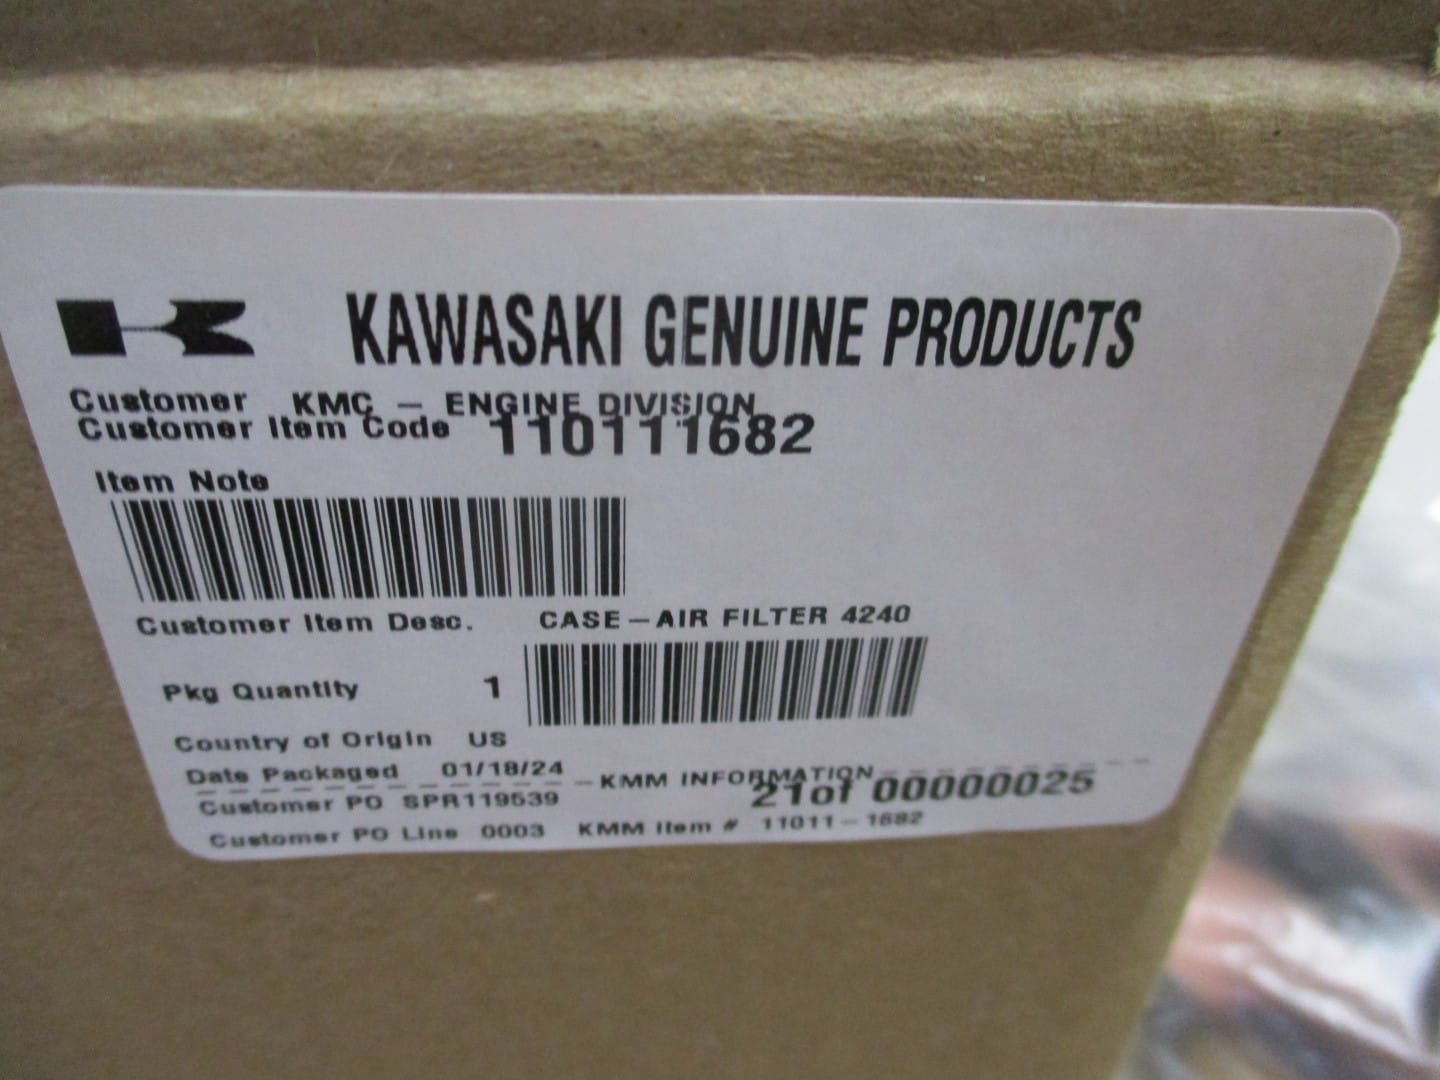 KAWASAKI GENUINE PRODUCTS
Customer KMC - ENGINE DIVISION
Customer Item Code 110111682
Item Note
Customer Item Desc. CASE-AIR FILTER 4240
Pkg Quantity 1
Country of Origin US
Date Packaged 01/18/24
KMM INFORMATION
Customer PO SPR119539 21of 00000025
Customer PO Line 0003 KMM Item # 11011-1682